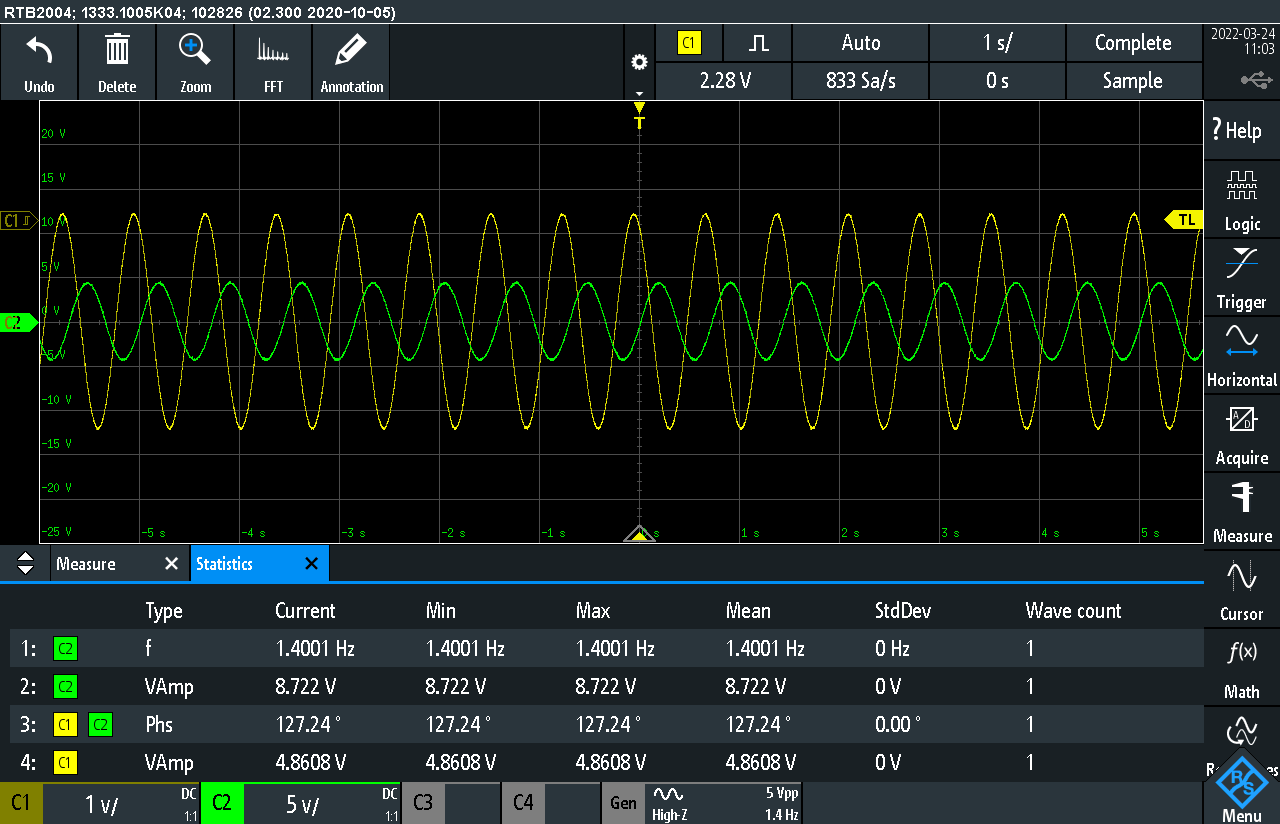 RTB2004; 1333.1005K04; 102826 (02.300 2020-10-05)
Undo
Delete
Zoom
FFT
Annotation
C1
Auto
1 s/
Complete
2.28 V
833 Sa/s
0 s
Sample
2022-03-24
11:03
T
20 V
15 V
10 V
5 V
0 V
-5 V
-10 V
-15 V
-20 V
-25 V
C1
C2
TL
-5 s
-4 s
-3 s
-2 s
-1 s
1 s
2 s
3 s
4 s
5 s
? Help
Logic
Trigger
Horizontal
Acquire
Measure
Cursor
f(x)
Math
Menu
Measure
Statistics
Type Current Min Max Mean StdDev Wave count
1: C2 f 1.4001 Hz 1.4001 Hz 1.4001 Hz 1.4001 Hz 0 Hz 1
2: C2 VAmp 8.722 V 8.722 V 8.722 V 8.722 V 0 V 1
3: C1 C2 Phs 127.24 ° 127.24 ° 127.24 ° 127.24 ° 0.00 ° 1
4: C1 VAmp 4.8608 V 4.8608 V 4.8608 V 4.8608 V 0 V 1
C1 1 V/ DC 1:1
C2 5 V/ DC 1:1
C3
C4
Gen High-Z 5 Vpp 1.4 Hz